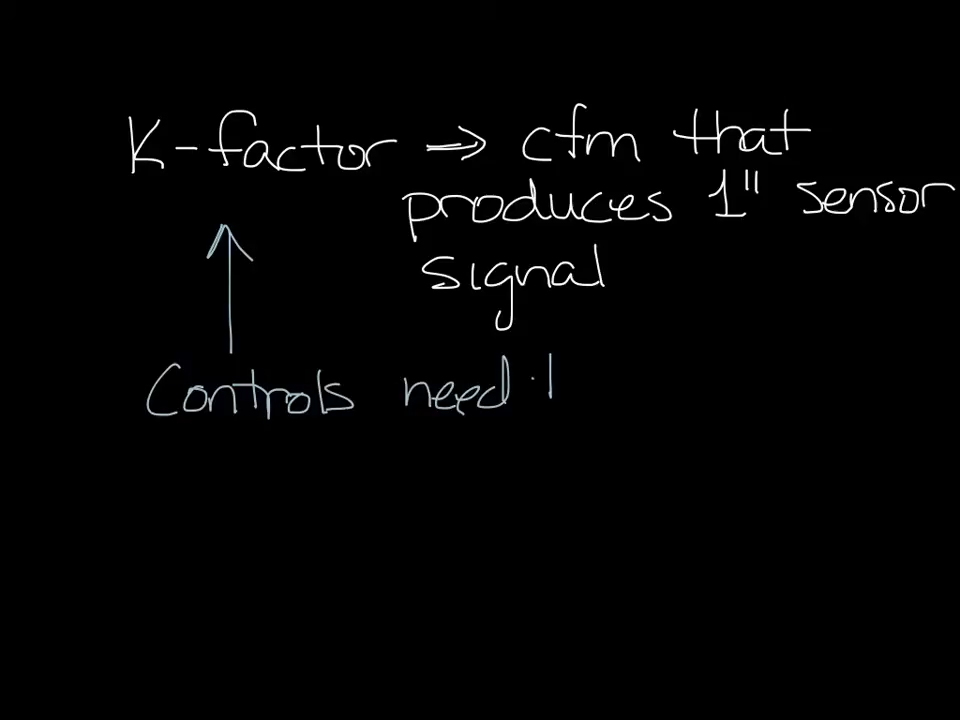 K-factor → cfm that
produces 1" sensor
signal
Controls need